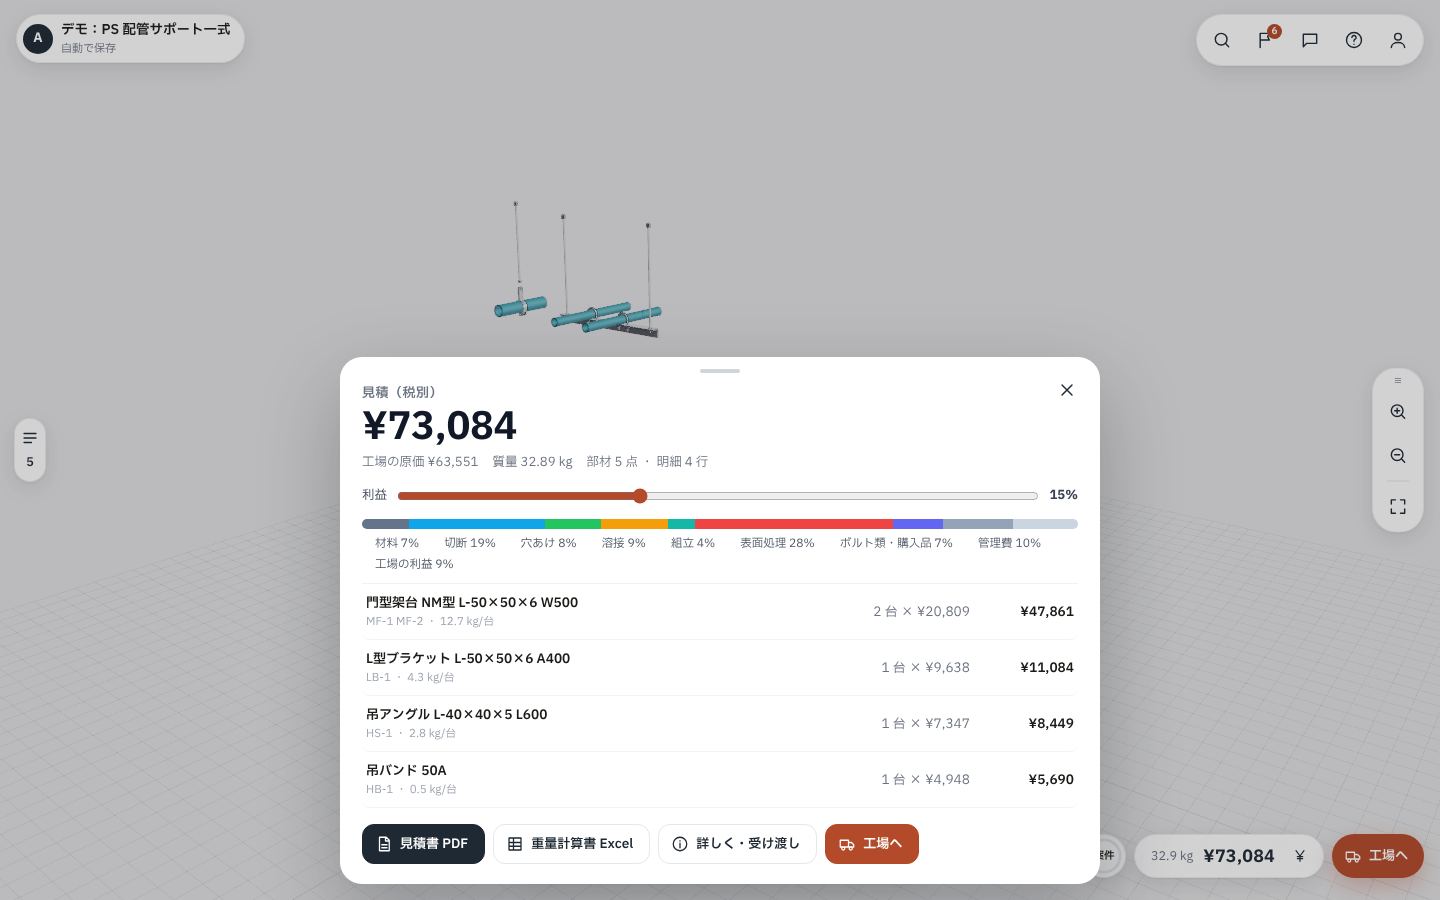 A
デモ：PS 配管サポート一式
自動で保存
6
見積（税別）
¥73,084
工場の原価 ¥63,551 質量 32.89 kg 部材 5 点 ・ 明細 4 行
利益 15%
材料 7% 切断 19% 穴あけ 8% 溶接 9% 組立 4% 表面処理 28% ボルト類・購入品 7% 管理費 10%
工場の利益 9%
5
門型架台 NM型 L-50×50×6 W500 2 台 × ¥20,809 ¥47,861
MF-1 MF-2 ・ 12.7 kg/台
L型ブラケット L-50×50×6 A400 1 台 × ¥9,638 ¥11,084
LB-1 ・ 4.3 kg/台
吊アングル L-40×40×5 L600 1 台 × ¥7,347 ¥8,449
HS-1 ・ 2.8 kg/台
吊バンド 50A 1 台 × ¥4,948 ¥5,690
HB-1 ・ 0.5 kg/台
見積書 PDF 重量計算書 Excel 詳しく・受け渡し 工場へ
件 32.9 kg ¥73,084 ¥ 工場へ